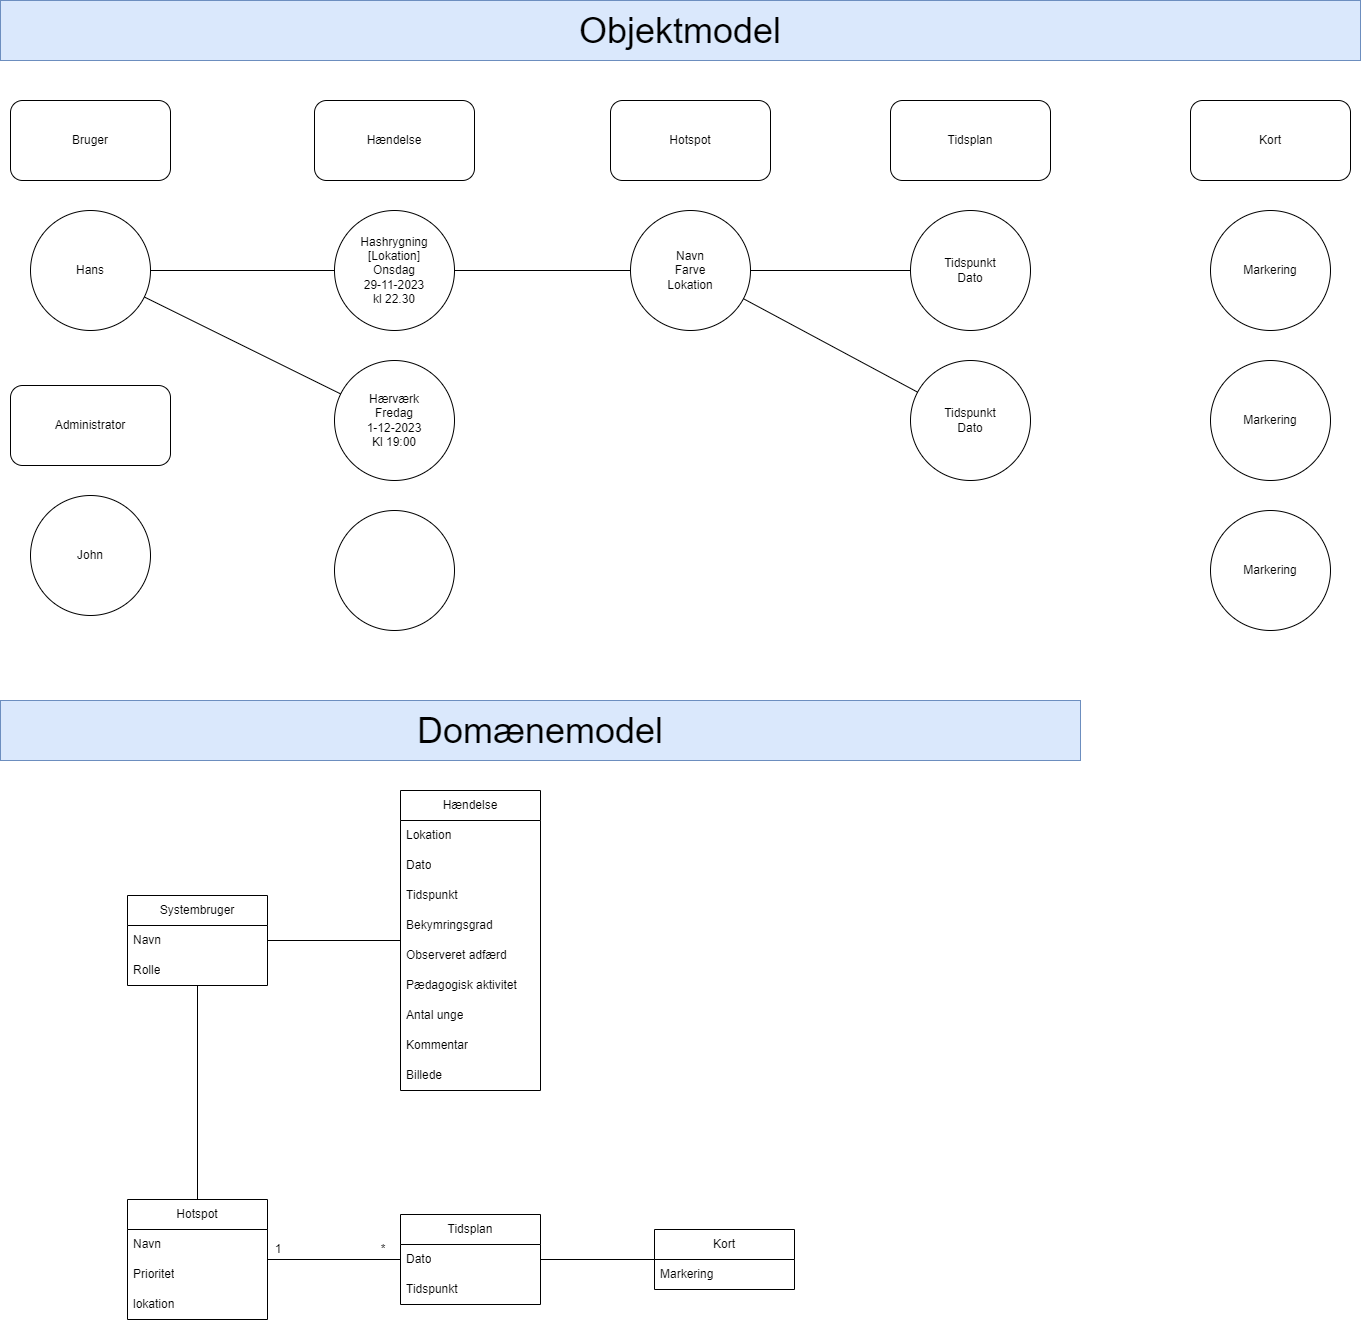 Objektmodel
Bruger
Hændelse
Hotspot
Tidsplan
Kort
Hans
Hashrygning
[Lokation]
Onsdag
29-11-2023
kl 22.30
Navn
Farve
Lokation
Tidspunkt
Dato
Markering
Administrator
Hærværk
Fredag
1-12-2023
Kl 19:00
Tidspunkt
Dato
Markering
John
Markering
Domænemodel
Hændelse
Lokation
Dato
Tidspunkt
Bekymringsgrad
Observeret adfærd
Pædagogisk aktivitet
Antal unge
Kommentar
Billede
Systembruger
Navn
Rolle
Hotspot
Navn
Prioritet
lokation
1
*
Tidsplan
Dato
Tidspunkt
Kort
Markering